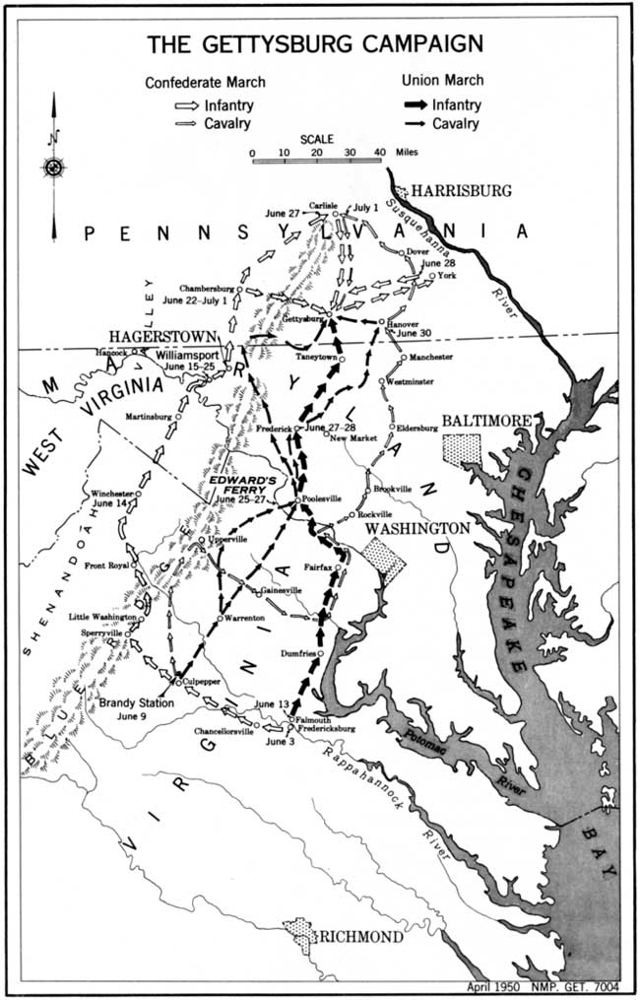 THE GETTYSBURG CAMPAIGN
Confederate March
Infantry
Cavalry
Union March
Infantry
Cavalry
N
SCALE
0 10 20 30 40 Miles
HARRISBURG
Susquehanna
River
Carlisle
June 27
July 1
PENNSYLVANIA
Dover
June 28
York
Chambersburg
June 22–July 1
Gettysburg
Hanover
June 30
VALLEY
HAGERSTOWN
Hancock
Williamsport
June 15–25
Taneytown
Manchester
MARYLAND
WEST VIRGINIA
Westminster
Martinsburg
Frederick
June 27–28
New Market
Eldersburg
BALTIMORE
EDWARD'S
FERRY
June 25–27
Poolesville
Brookville
Rockville
WASHINGTON
Winchester
June 14
Upperville
Front Royal
Fairfax
Gainesville
SHENANDOAH
Little Washington
Sperryville
Warrenton
Dumfries
BLUE RIDGE
Culpepper
Brandy Station
June 9
June 13
Falmouth
Fredericksburg
Chancellorsville
June 3
VIRGINIA
Potomac
River
Rappahannock
River
CHESAPEAKE
BAY
RICHMOND
April 1950 NMP. GET. 7004